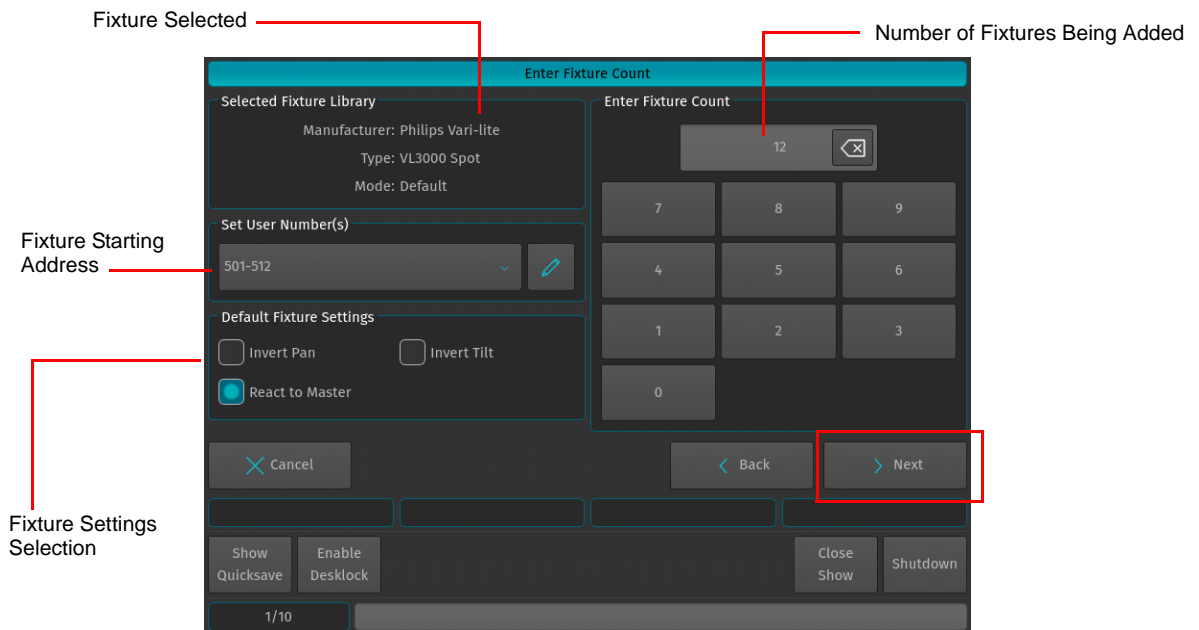 Fixture Selected
Number of Fixtures Being Added
Enter Fixture Count
Selected Fixture Library
Manufacturer: Philips Vari-lite
Type: VL3000 Spot
Mode: Default
Enter Fixture Count
12
7 8 9
4 5 6
1 2 3
0
Fixture Starting
Address
Set User Number(s)
501-512
Default Fixture Settings
Invert Pan Invert Tilt
React to Master
Cancel Back Next
Fixture Settings
Selection
Show
Quicksave
Enable
Desklock
Close
Show
Shutdown
1/10